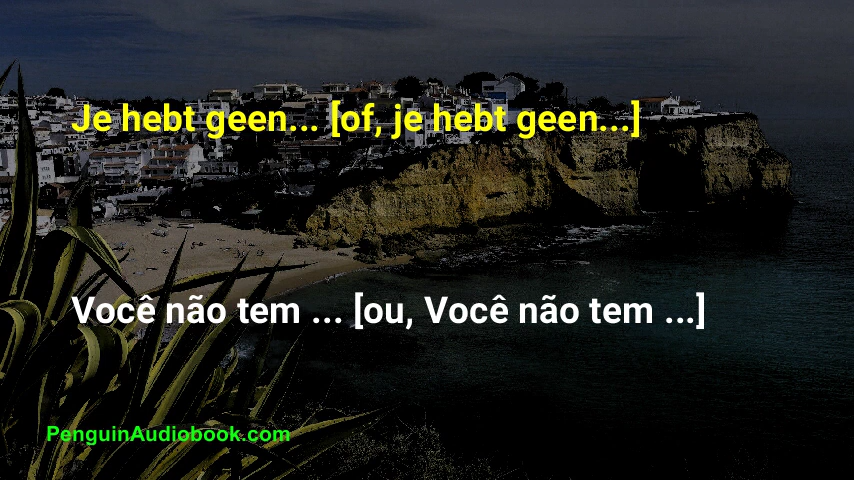 Je hebt geen... [of, je hebt geen...]
Você não tem ... [ou, Você não tem ...]
PenguinAudiobook.com